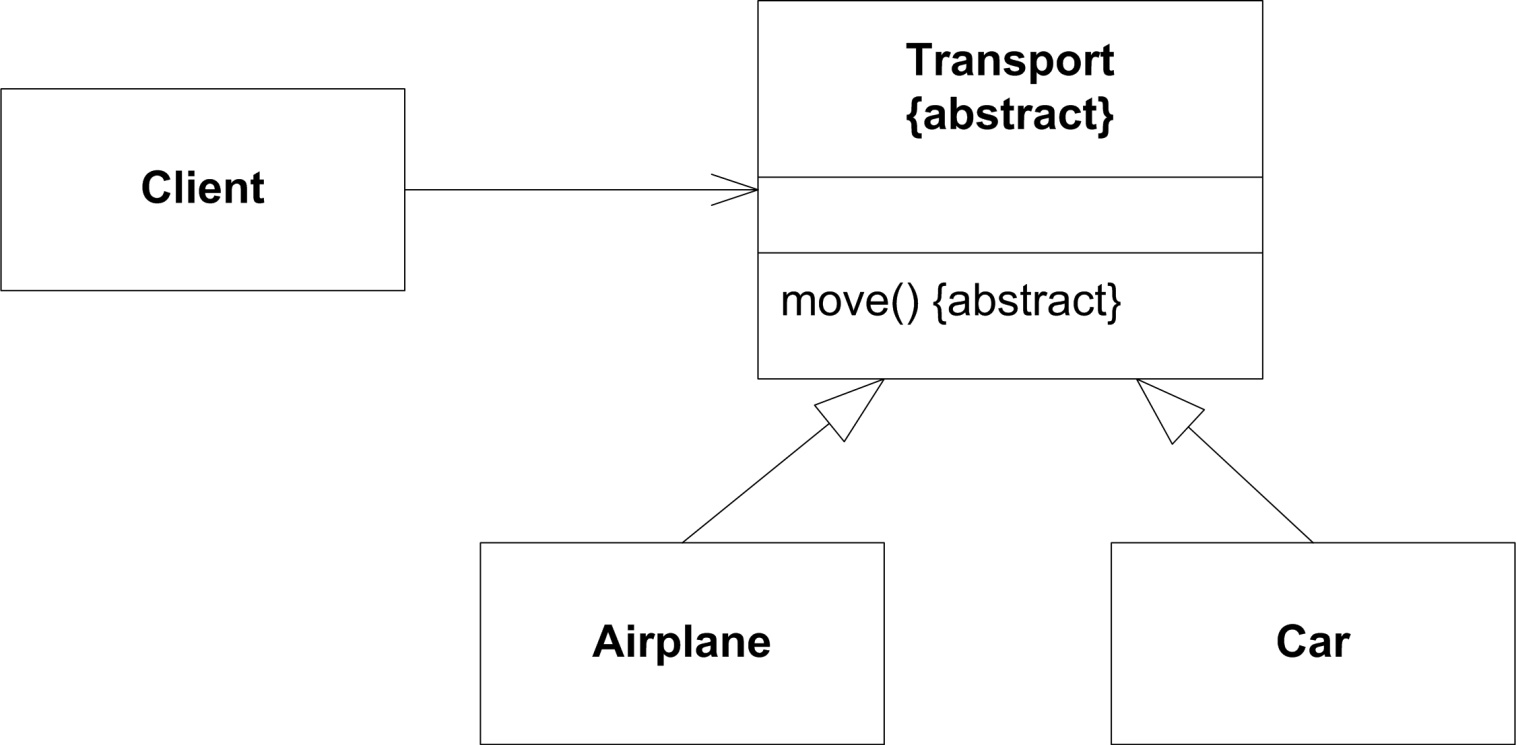 Transport
{abstract}
Client
move() {abstract}
Airplane
Car